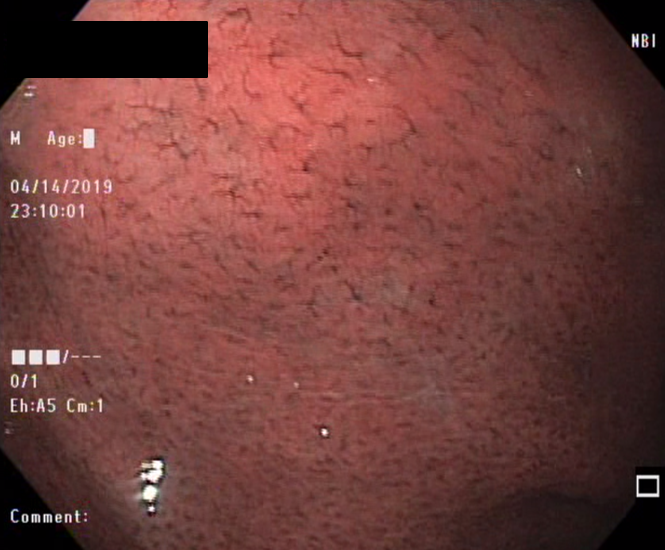 NBI
M Age:
04/14/2019
23:10:01
/---
0/1
Eh:A5 Cm:1
Comment: